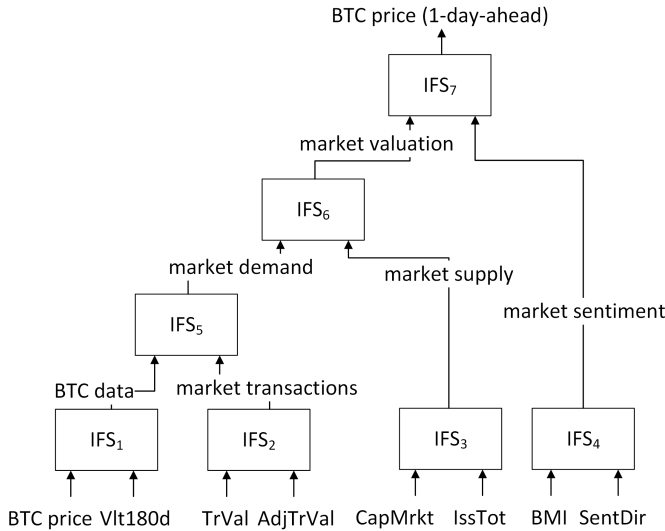 BTC price (1-day-ahead)
IFS₇
market valuation
IFS₆
market demand
market supply
IFS₅
market sentiment
BTC data
market transactions
IFS₁
IFS₂
IFS₃
IFS₄
BTC price Vlt180d TrVal AdjTrVal CapMrkt IssTot BMI SentDir